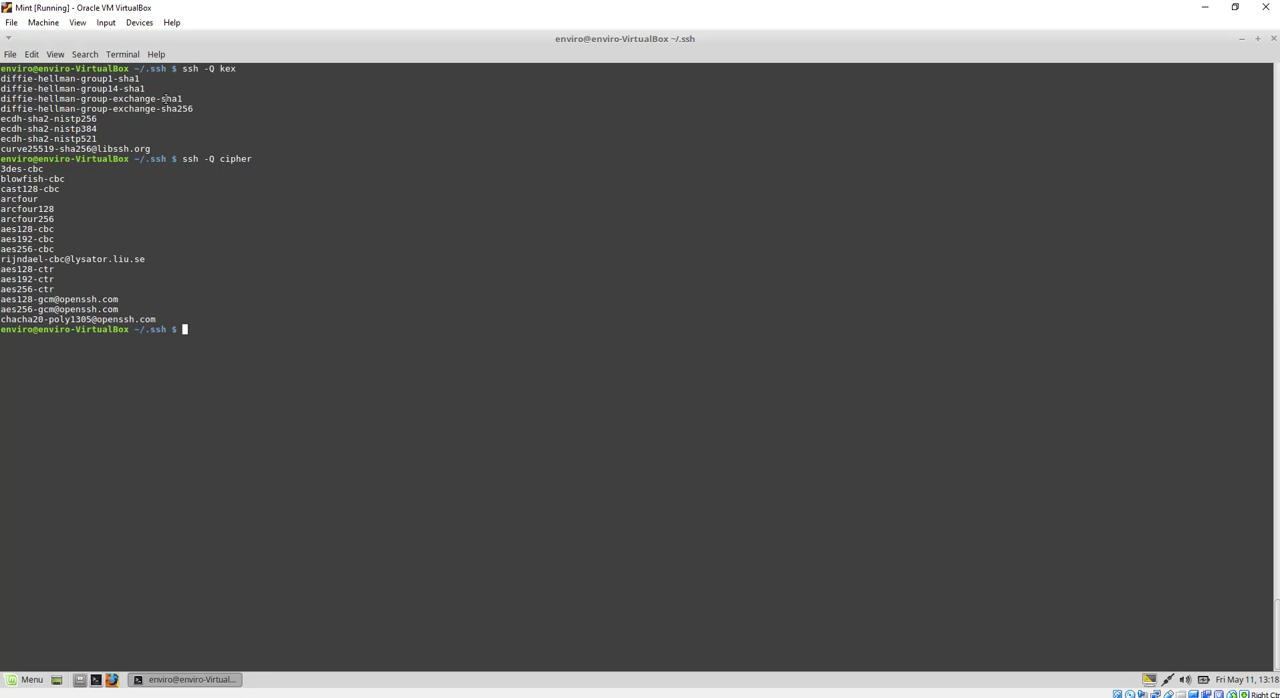 Mint [Running] - Oracle VM VirtualBox
File Machine View Input Devices Help
enviro@enviro-VirtualBox ~/.ssh
File Edit View Search Terminal Help
enviro@enviro-VirtualBox ~/.ssh $ ssh -Q kex
diffie-hellman-group1-sha1
diffie-hellman-group14-sha1
diffie-hellman-group-exchange-sha1
diffie-hellman-group-exchange-sha256
ecdh-sha2-nistp256
ecdh-sha2-nistp384
ecdh-sha2-nistp521
curve25519-sha256@libssh.org
enviro@enviro-VirtualBox ~/.ssh $ ssh -Q cipher
3des-cbc
blowfish-cbc
cast128-cbc
arcfour
arcfour128
arcfour256
aes128-cbc
aes192-cbc
aes256-cbc
rijndael-cbc@lysator.liu.se
aes128-ctr
aes192-ctr
aes256-ctr
aes128-gcm@openssh.com
aes256-gcm@openssh.com
chacha20-poly1305@openssh.com
enviro@enviro-VirtualBox ~/.ssh $
Menu enviro@enviro-Virtual... Fri May 11, 13:18
Right Ctr